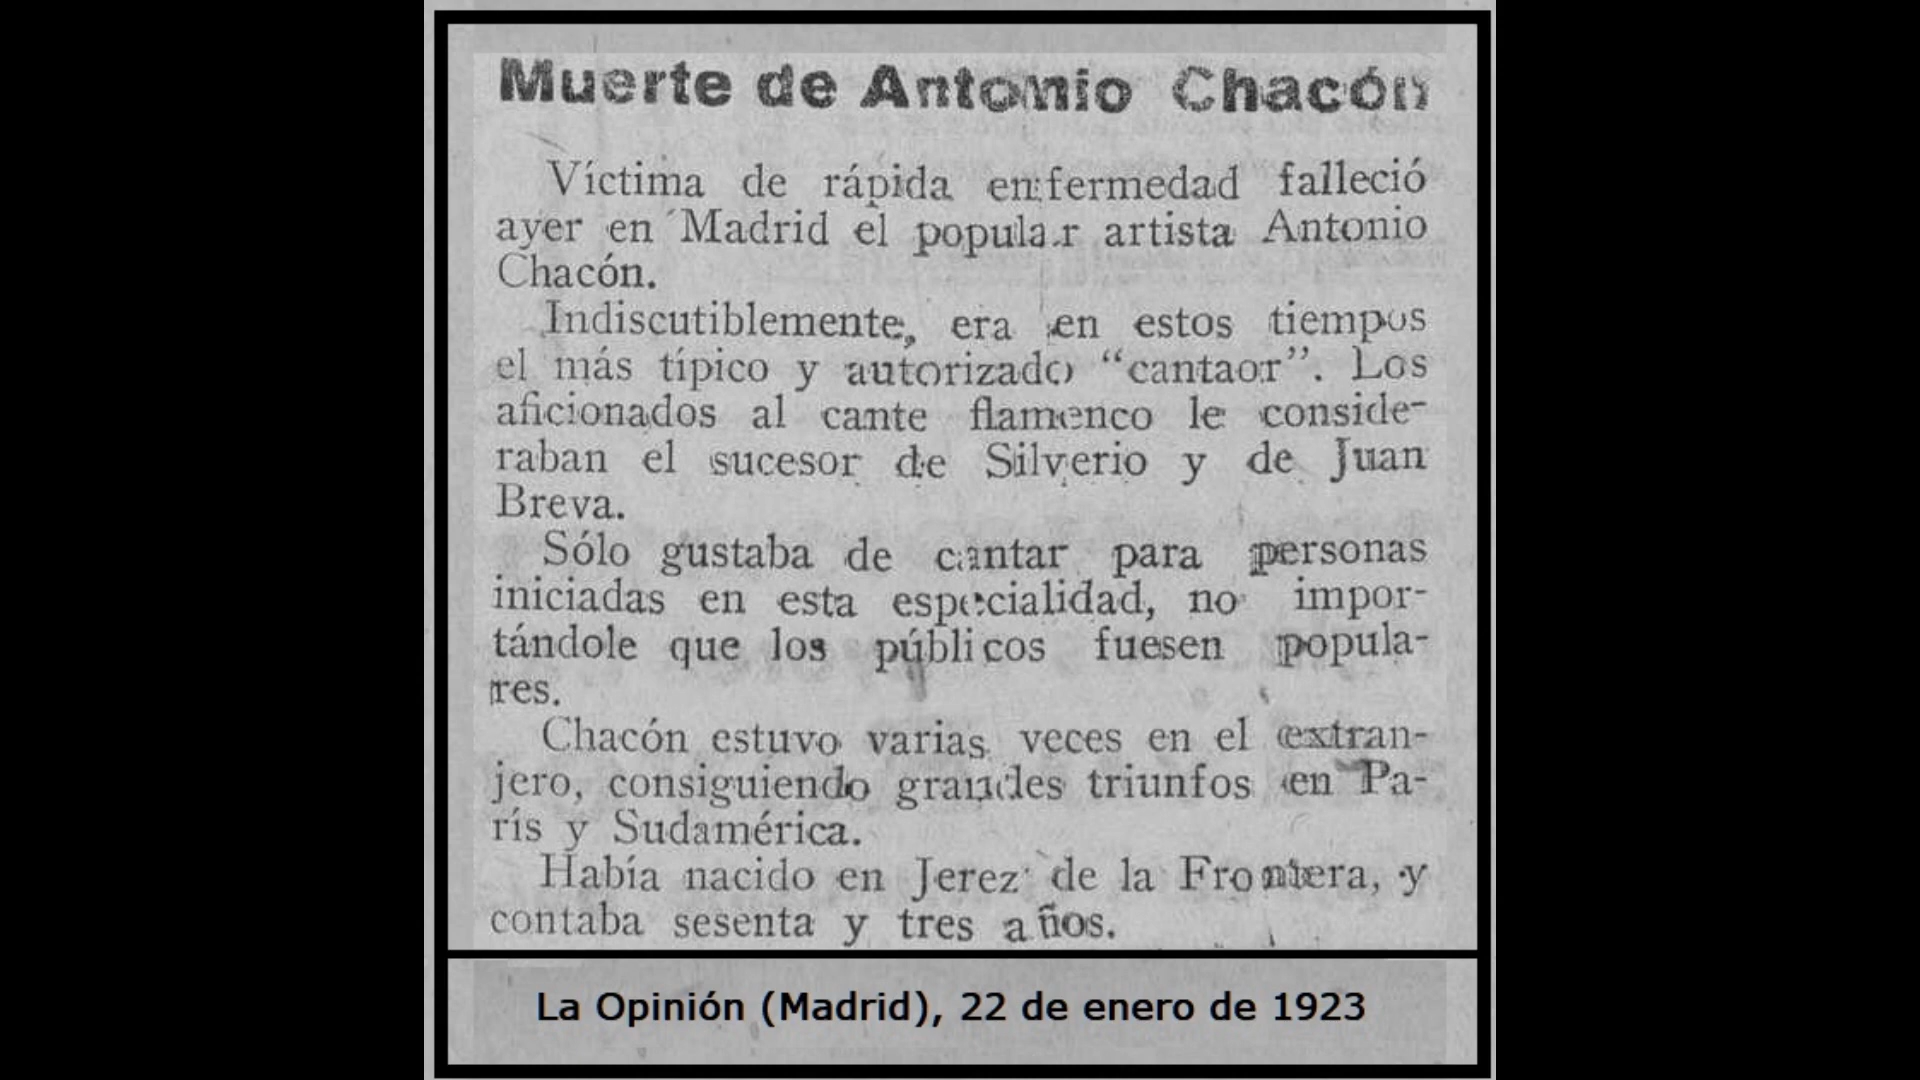 Muerte de Antonio Chacón
Víctima de rápida enfermedad falleció
ayer en Madrid el popular artista Antonio
Chacón.
Indiscutiblemente, era en estos tiempos
el más típico y autorizado “cantaor”. Los
aficionados al cante flamenco le conside-
raban el sucesor de Silverio y de Juan
Breva.
Sólo gustaba de cantar para personas
iniciadas en esta especialidad, no impor-
tándole que los públicos fuesen popula-
res.
Chacón estuvo varias veces en el extran-
jero, consiguiendo grandes triunfos en Pa-
rís y Sudamérica.
Había nacido en Jerez de la Frontera, y
contaba sesenta y tres años.
La Opinión (Madrid), 22 de enero de 1923